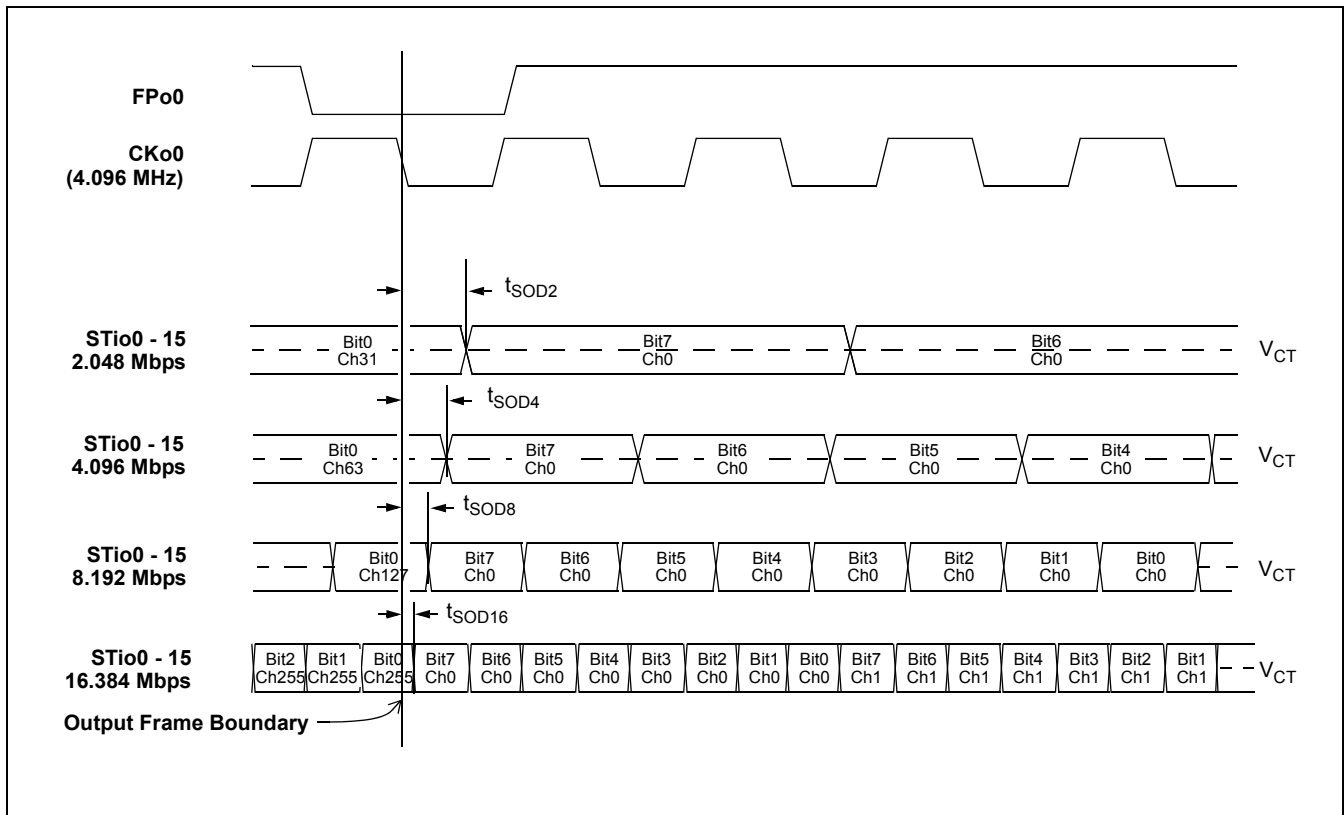 FPo0
CKo0
(4.096 MHz)
tSOD2
STio0 - 15
2.048 Mbps
Bit0
Ch31
Bit7
Ch0
Bit6
Ch0
VCT
tSOD4
STio0 - 15
4.096 Mbps
Bit0
Ch63
Bit7
Ch0
Bit6
Ch0
Bit5
Ch0
Bit4
Ch0
VCT
tSOD8
STio0 - 15
8.192 Mbps
Bit0
Ch127
Bit7
Ch0
Bit6
Ch0
Bit5
Ch0
Bit4
Ch0
Bit3
Ch0
Bit2
Ch0
Bit1
Ch0
Bit0
Ch0
VCT
tSOD16
STio0 - 15
16.384 Mbps
Bit2
Ch255
Bit1
Ch255
Bit0
Ch255
Bit7
Ch0
Bit6
Ch0
Bit5
Ch0
Bit4
Ch0
Bit3
Ch0
Bit2
Ch0
Bit1
Ch0
Bit0
Ch0
Bit7
Ch1
Bit6
Ch1
Bit5
Ch1
Bit4
Ch1
Bit3
Ch1
Bit2
Ch1
Bit1
Ch1
VCT
Output Frame Boundary